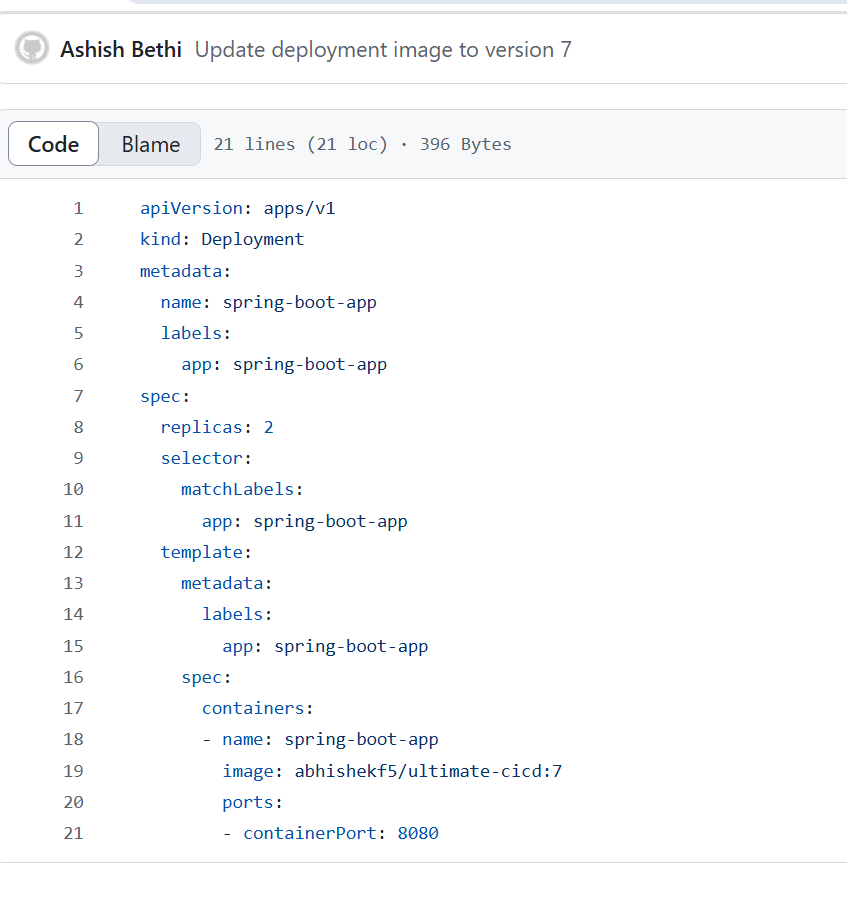 Ashish Bethi Update deployment image to version 7
Code Blame 21 lines (21 loc) · 396 Bytes
1 apiVersion: apps/v1
2 kind: Deployment
3 metadata:
4   name: spring-boot-app
5   labels:
6     app: spring-boot-app
7 spec:
8   replicas: 2
9   selector:
10     matchLabels:
11       app: spring-boot-app
12   template:
13     metadata:
14       labels:
15         app: spring-boot-app
16     spec:
17       containers:
18       - name: spring-boot-app
19         image: abhishekf5/ultimate-cicd:7
20         ports:
21         - containerPort: 8080